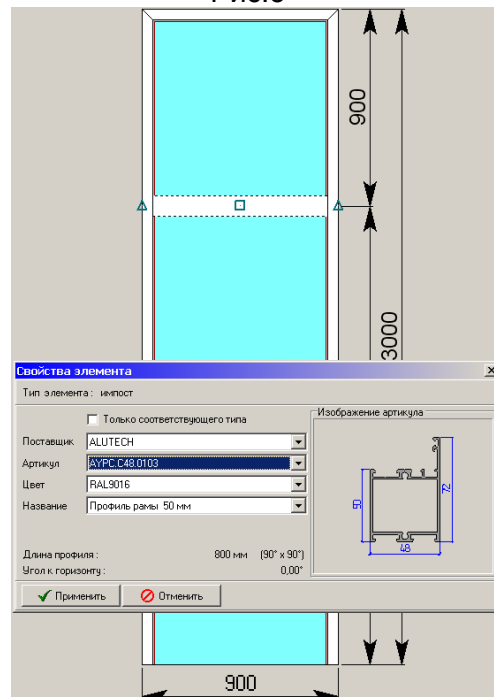 900
3000
Свойства элемента
Тип элемента: импост
Только соответствующего типа
Поставщик ALUTECH
Артикул AYPC.C48.0103
Цвет RAL9016
Название Профиль рамы 50 мм
Длина профиля: 800 мм (90° x 90°)
Угол к горизонту: 0,00°
Изображение артикула
50
72
48
Применить Отменить
900